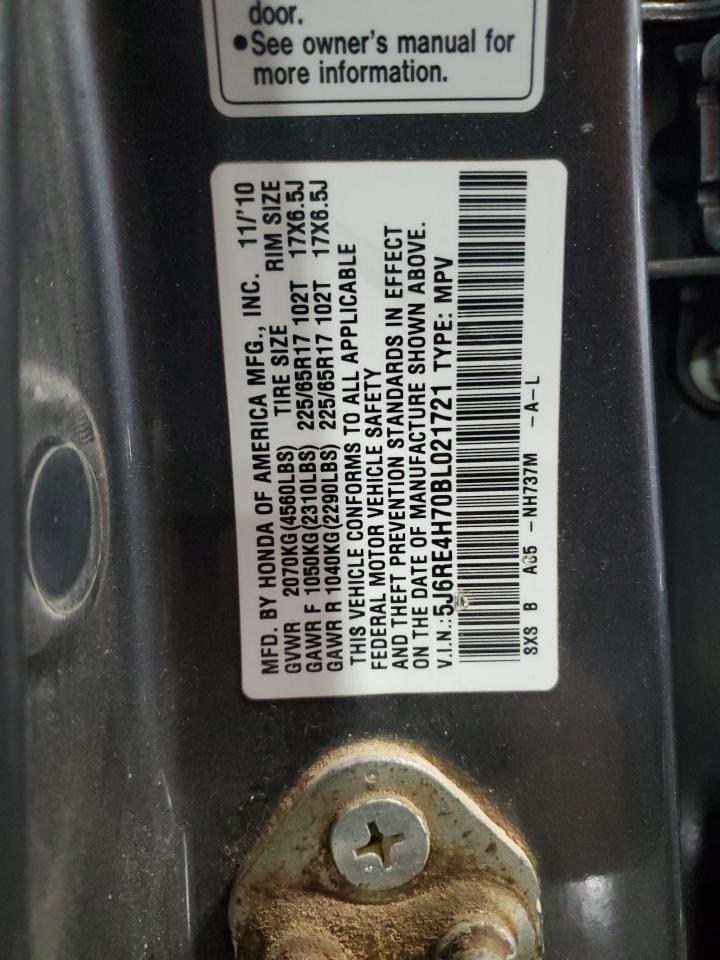 door.
•See owner's manual for
more information.
MFD. BY HONDA OF AMERICA MFG., INC. 11/'10
GVWR 2070KG(4560LBS) TIRE SIZE RIM SIZE
GAWR F 1050KG(2310LBS) 225/65R17 102T 17X6.5J
GAWR R 1040KG(2290LBS) 225/65R17 102T 17X6.5J
THIS VEHICLE CONFORMS TO ALL APPLICABLE
FEDERAL MOTOR VEHICLE SAFETY
AND THEFT PREVENTION STANDARDS IN EFFECT
ON THE DATE OF MANUFACTURE SHOWN ABOVE.
V.I.N.:5J6RE4H70BL021721 TYPE: MPV
SXS B -NH737M -A-L